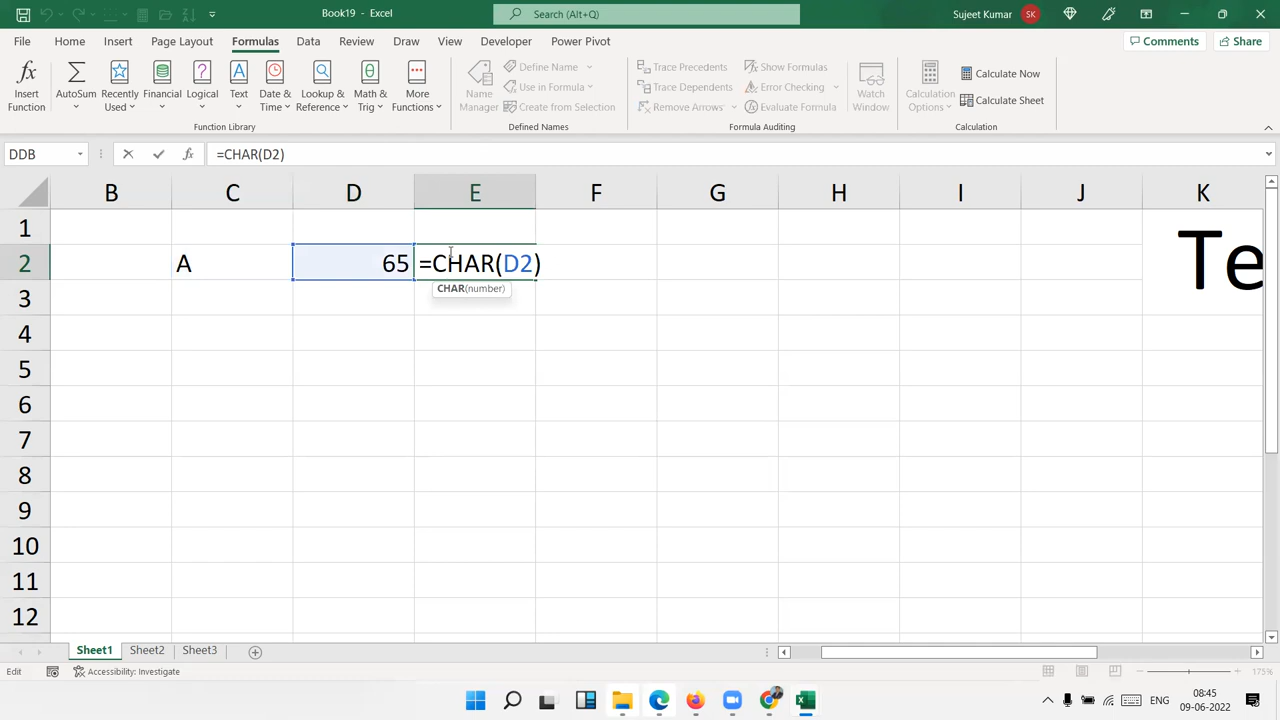 Book19 - Excel
Search (Alt+Q)
Sujeet Kumar
SK
File Home Insert Page Layout Formulas Data Review Draw View Developer Power Pivot
Comments Share
Insert Function
AutoSum
Recently Used
Financial
Logical
Text
Date & Time
Lookup & Reference
Math & Trig
More Functions
Function Library
Name Manager
Define Name
Use in Formula
Create from Selection
Defined Names
Trace Precedents
Trace Dependents
Remove Arrows
Show Formulas
Error Checking
Evaluate Formula
Formula Auditing
Watch Window
Calculation Options
Calculate Now
Calculate Sheet
Calculation
DDB fx =CHAR(D2)
B C D E F G H I J K
1
2 A 65 =CHAR(D2) Te
CHAR(number)
3
4
5
6
7
8
9
10
11
12
Sheet1 Sheet2 Sheet3
Edit Accessibility: Investigate 175%
ENG 08:45
09-06-2022